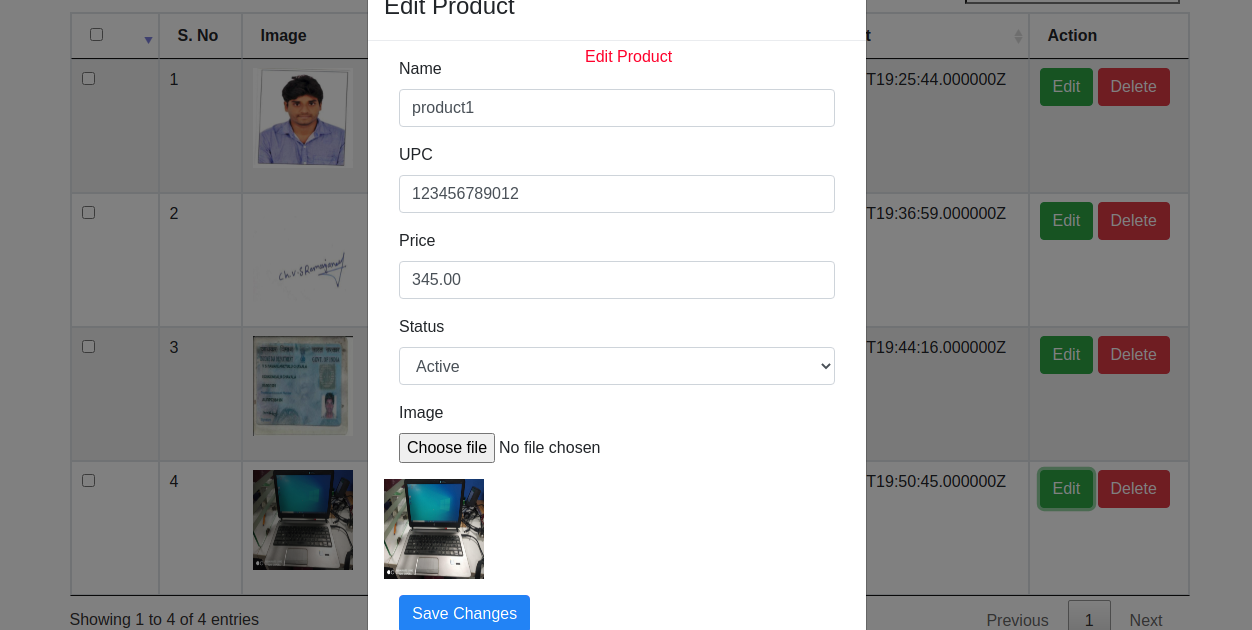 Edit Product
S. No
Image
t
Action
Edit Product
Name
product1
UPC
123456789012
Price
345.00
Status
Active
Image
Choose file No file chosen
Save Changes
1
T19:25:44.000000Z
Edit
Delete
2
Ch.V.S.Ramanjaneyulu
T19:36:59.000000Z
Edit
Delete
3
T19:44:16.000000Z
Edit
Delete
4
T19:50:45.000000Z
Edit
Delete
Showing 1 to 4 of 4 entries
Previous
1
Next